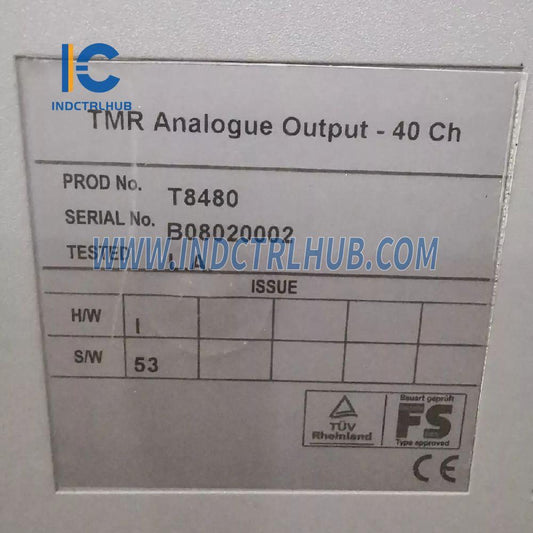 IC
INDCTRLHUB
TMR Analogue Output - 40 Ch
PROD No. T8480
SERIAL No. B08020002
TESTED
WWW.INDCTRLHUB.COM
ISSUE
H/W I
S/W 53
TÜV
Rheinland
Bauart geprüft
FS
Type approved
CE